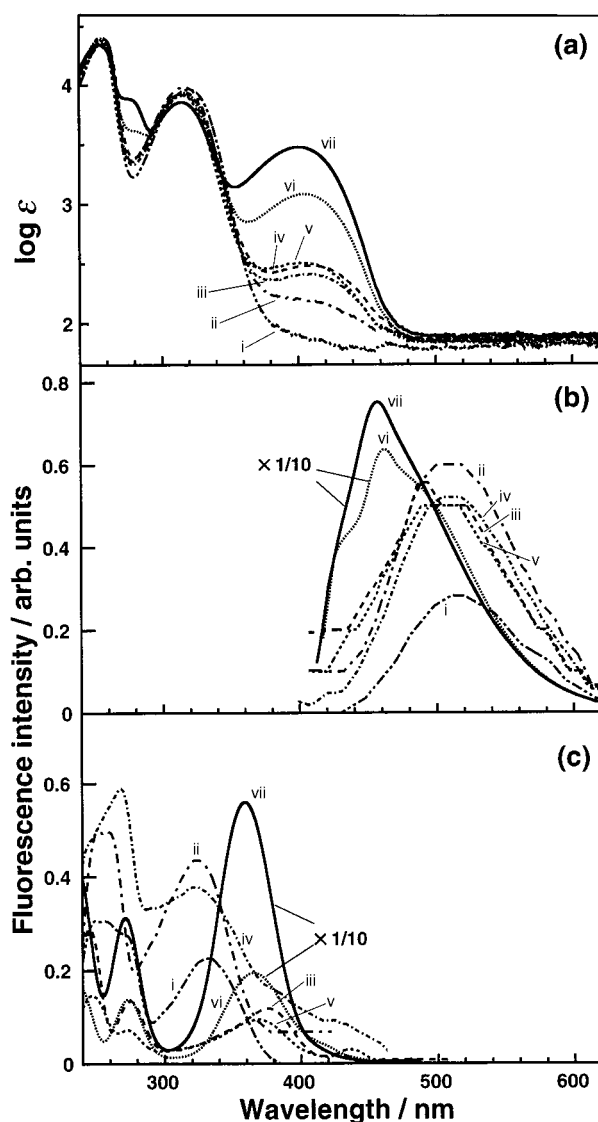 (a)
4
vii
3
log ε
vi
v
iv
iii
ii
2
i
0.8
(b)
vii
vi
× 1/10
ii
0.6
iv
iii
0.4
v
i
0.2
0
Fluorescence intensity / arb. units
(c)
0.6
vii
ii
0.4
iv
× 1/10
i
vi
iii
0.2
v
0
300
400
500
600
Wavelength / nm